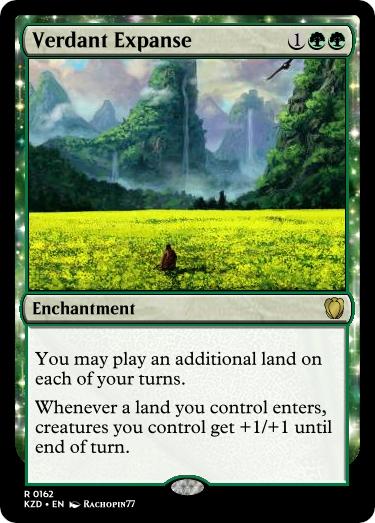 Verdant Expanse 1
Enchantment
You may play an additional land on
each of your turns.
Whenever a land you control enters,
creatures you control get +1/+1 until
end of turn.
R 0162
KZD • EN Rachopin77